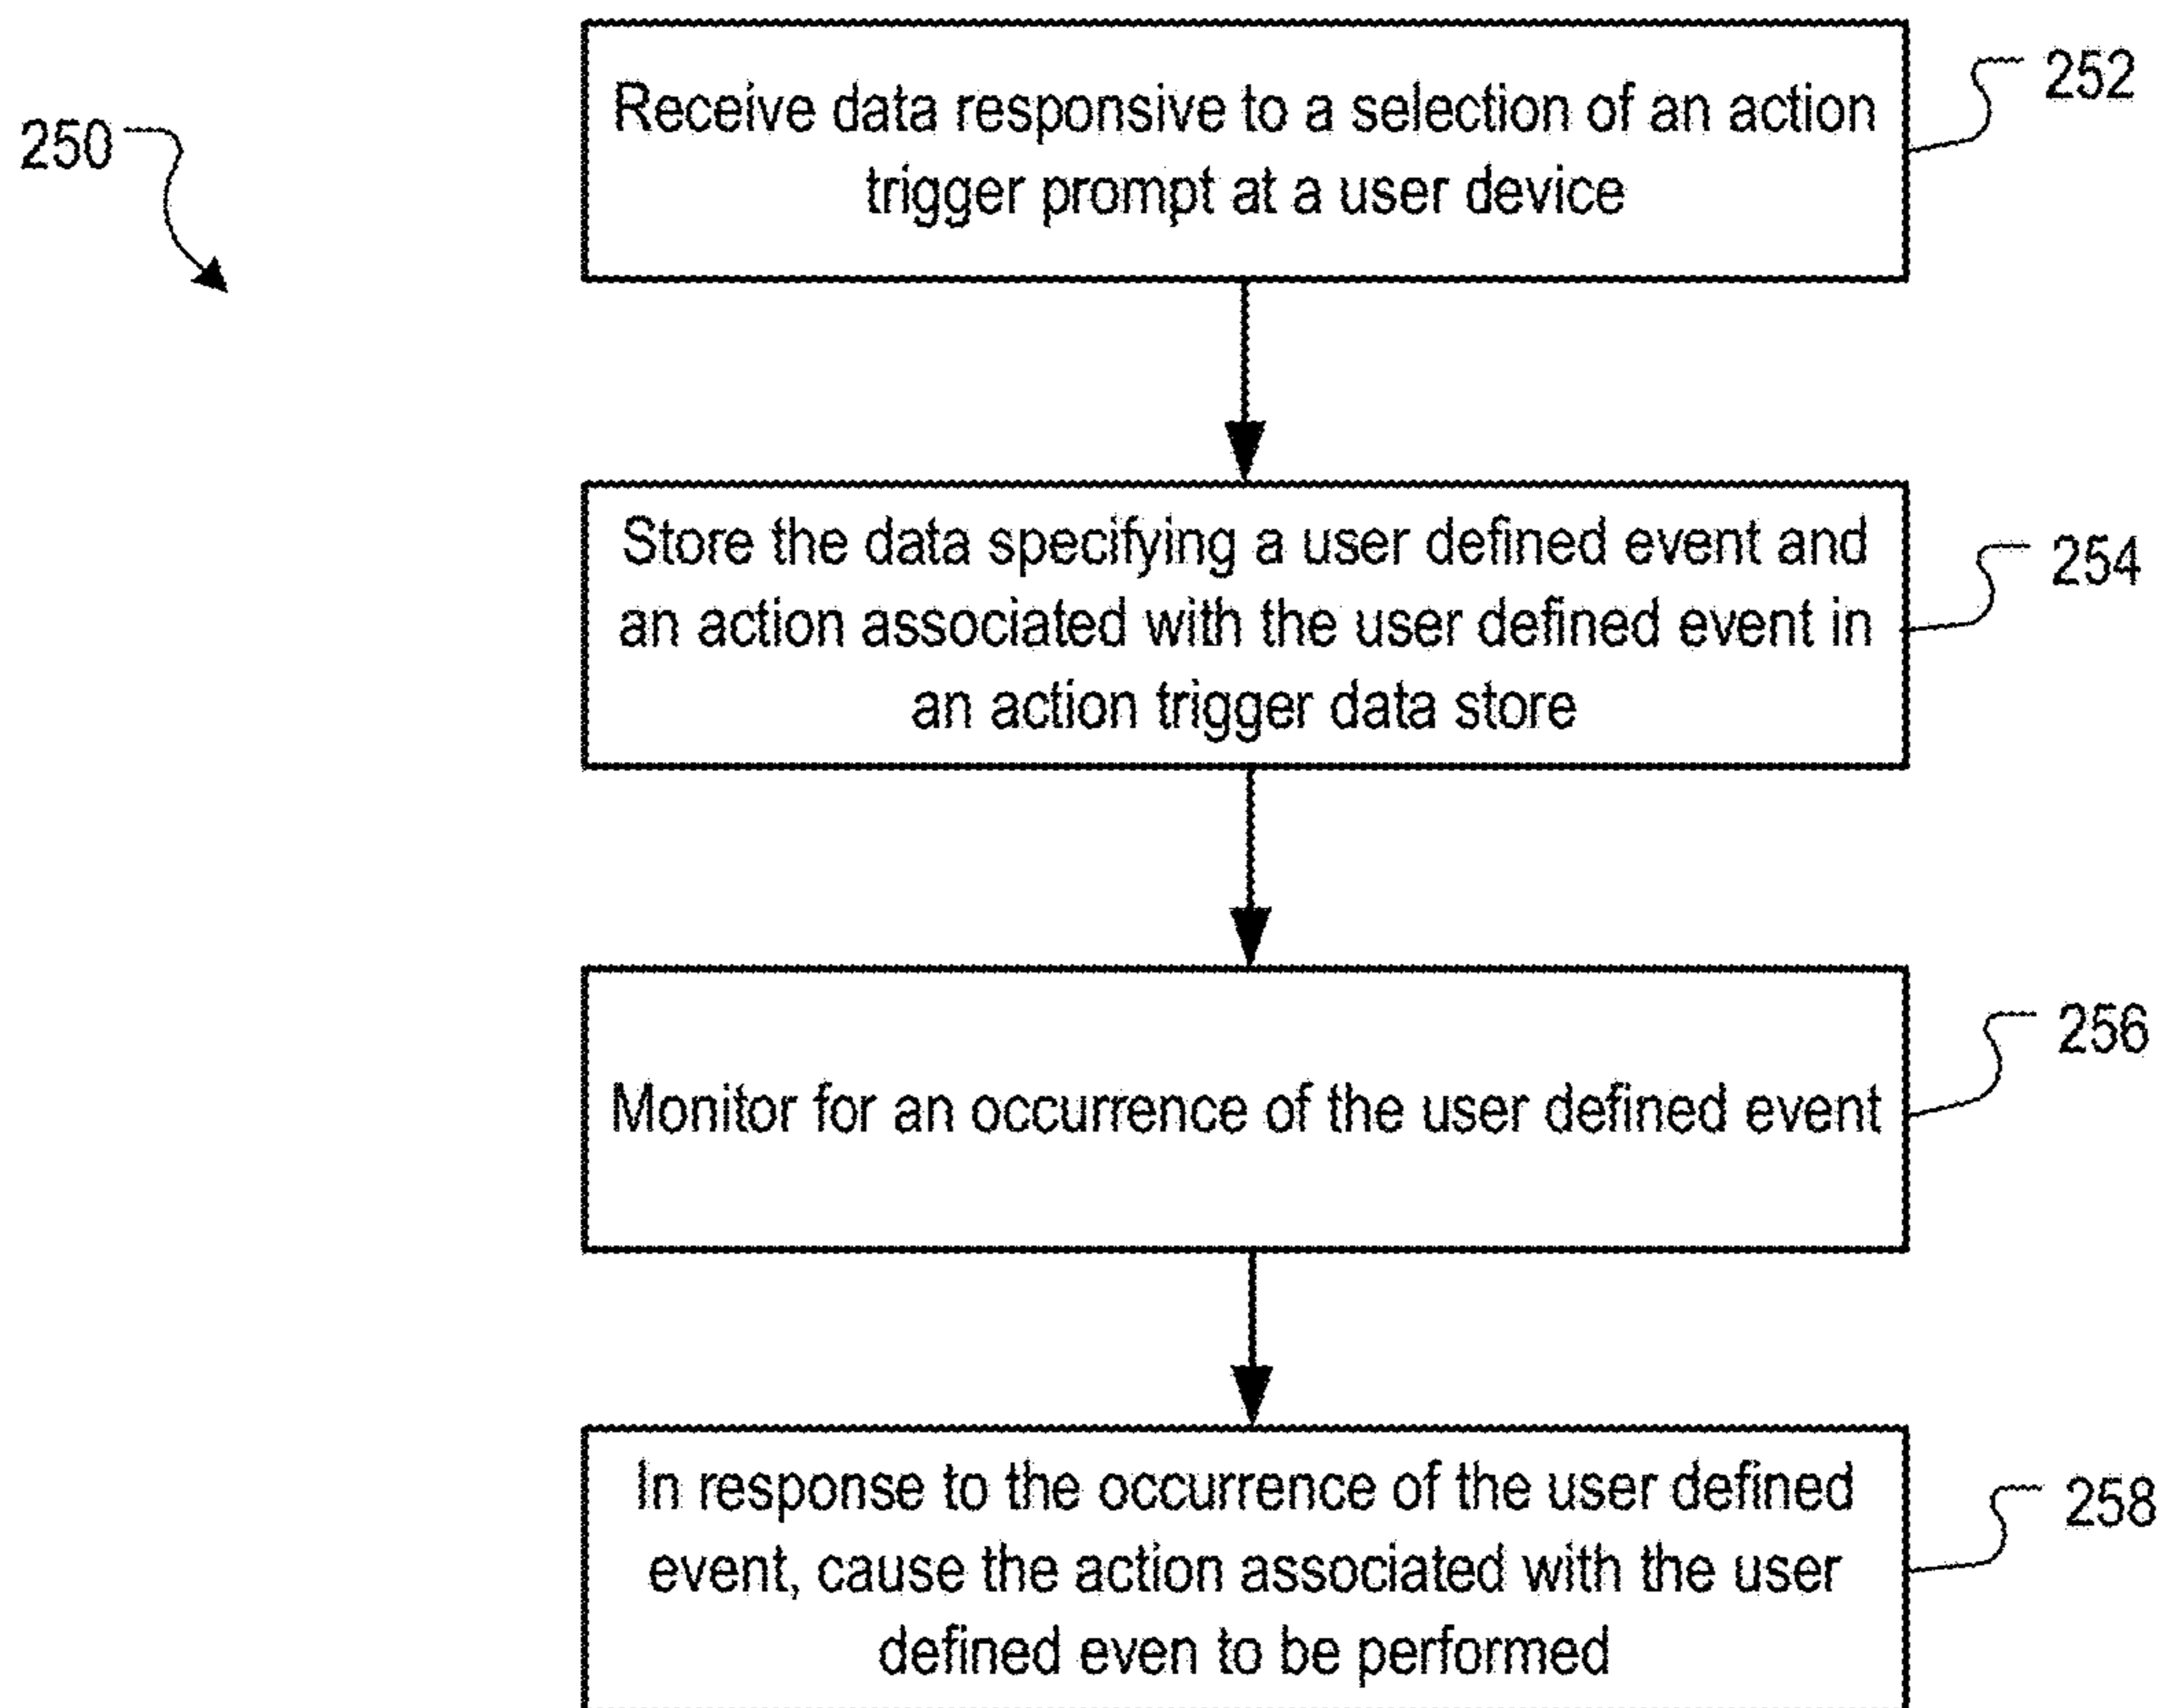 250
Receive data responsive to a selection of an action
trigger prompt at a user device
252
Store the data specifying a user defined event and
an action associated with the user defined event in
an action trigger data store
254
Monitor for an occurrence of the user defined event
256
In response to the occurrence of the user defined
event, cause the action associated with the user
defined even to be performed
258